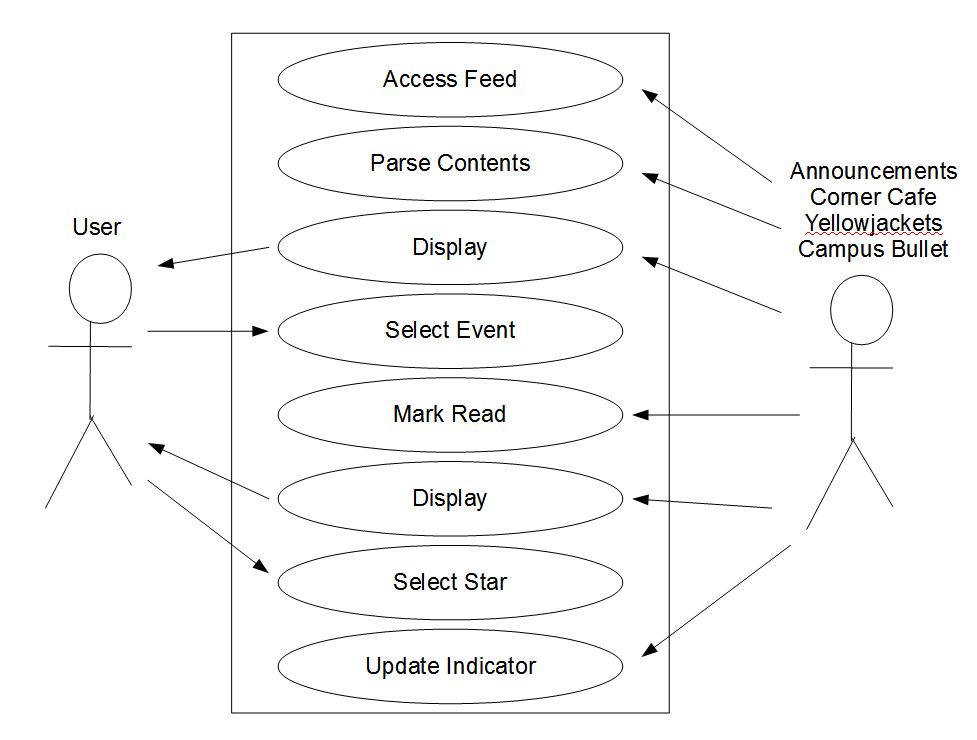 Access Feed
Parse Contents
Display
Select Event
Mark Read
Display
Select Star
Update Indicator
User
Announcements
Corner Cafe
Yellowjackets
Campus Bullet